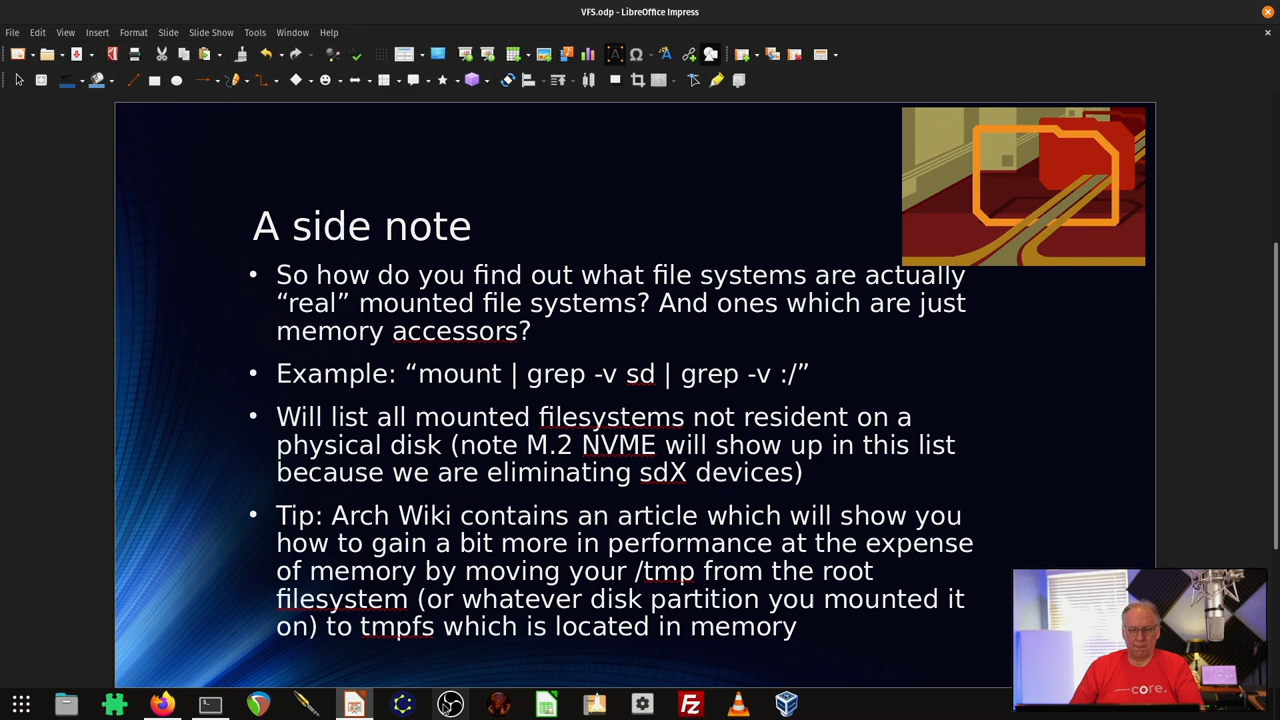 VFS.odp - LibreOffice Impress
File Edit View Insert Format Slide Slide Show Tools Window Help
A side note
• So how do you find out what file systems are actually
“real” mounted file systems? And ones which are just
memory accessors?
• Example: “mount | grep -v sd | grep -v :/”
• Will list all mounted filesystems not resident on a
physical disk (note M.2 NVME will show up in this list
because we are eliminating sdX devices)
• Tip: Arch Wiki contains an article which will show you
how to gain a bit more in performance at the expense
of memory by moving your /tmp from the root
filesystem (or whatever disk partition you mounted it
on) to tmpfs which is located in memory
core.